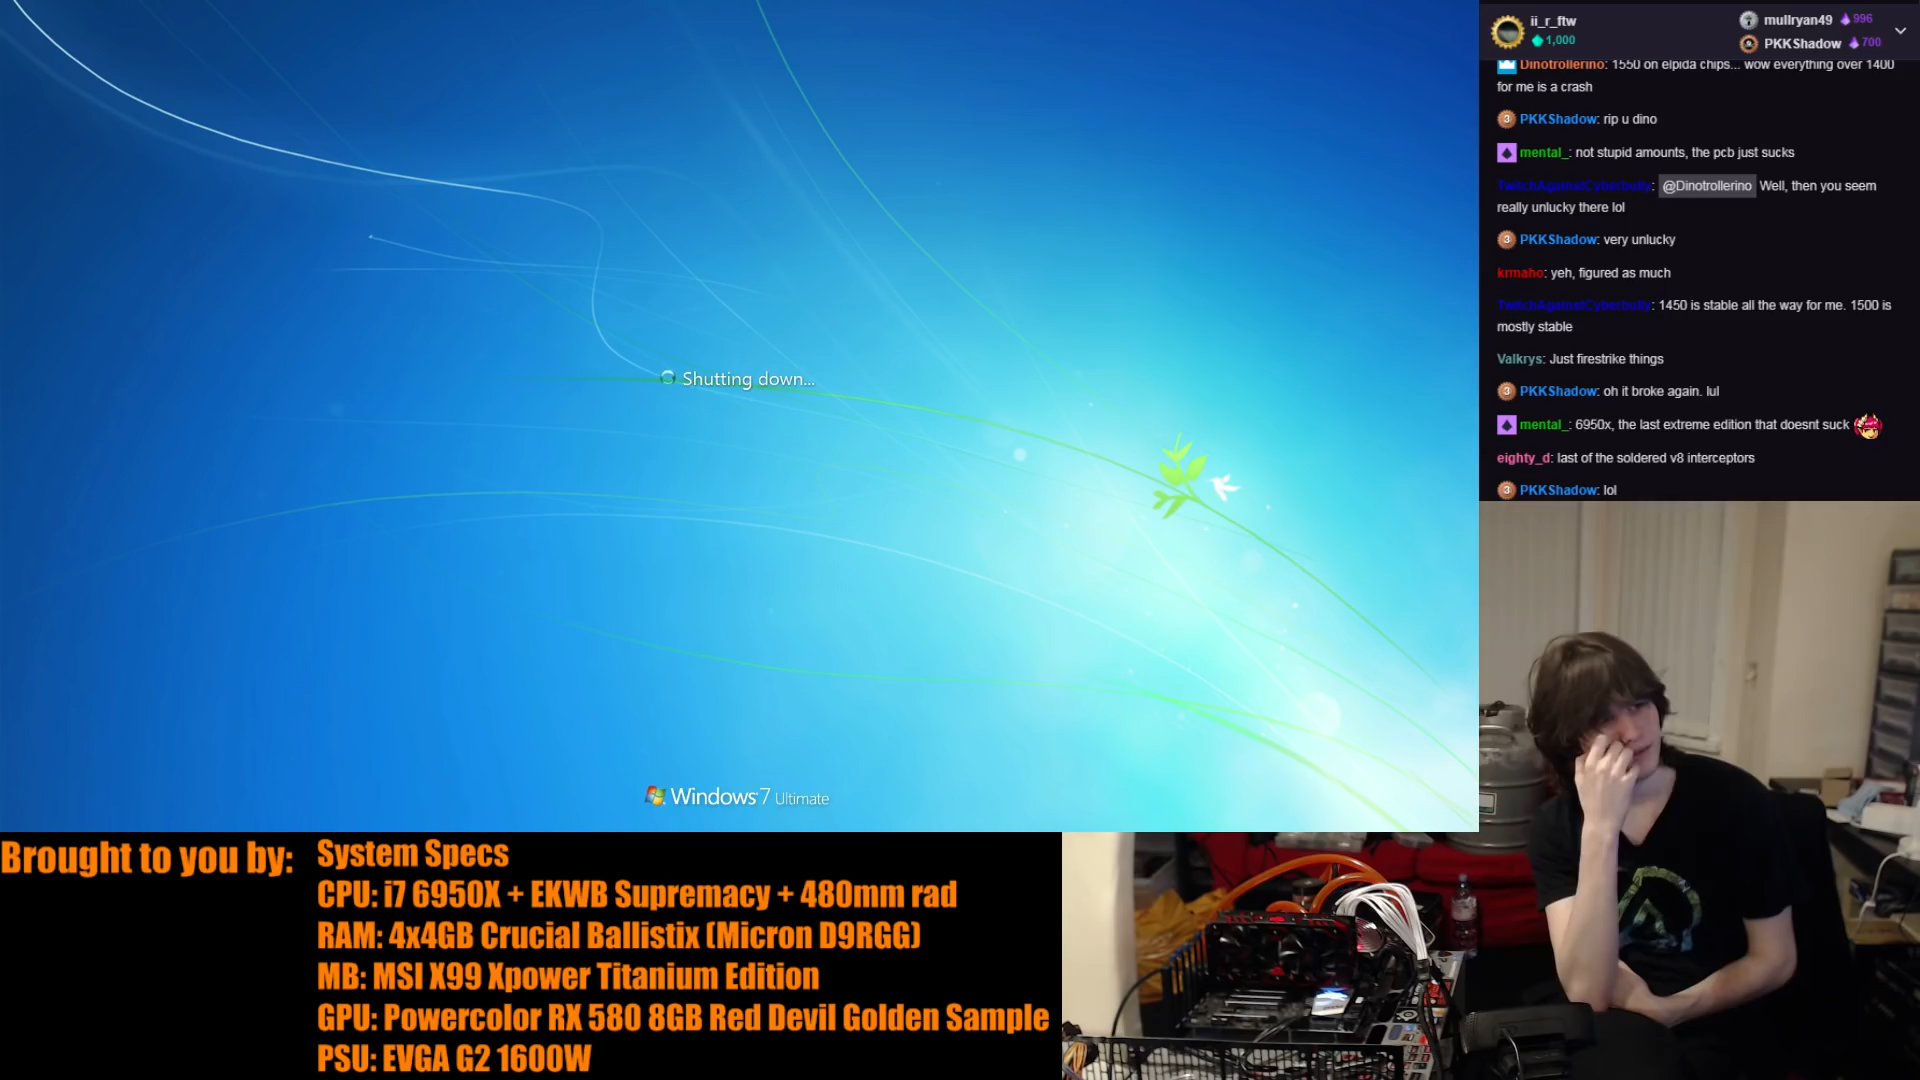 Shutting down...
Windows 7 Ultimate
ii_r_ftw
1,000
mullryan49 996
PKKShadow 700
Dinotrollerino: 1550 on elpida chips... wow everything over 1400
for me is a crash
3 PKKShadow: rip u dino
mental_: not stupid amounts, the pcb just sucks
TwitchAgainstCyberbully: @Dinotrollerino Well, then you seem
really unlucky there lol
3 PKKShadow: very unlucky
krmaho: yeh, figured as much
TwitchAgainstCyberbully: 1450 is stable all the way for me. 1500 is
mostly stable
Valkrys: Just firestrike things
3 PKKShadow: oh it broke again. lul
mental_: 6950x, the last extreme edition that doesnt suck
eighty_d: last of the soldered v8 interceptors
3 PKKShadow: lol
Brought to you by:
System Specs
CPU: i7 6950X + EKWB Supremacy + 480mm rad
RAM: 4x4GB Crucial Ballistix (Micron D9RGG)
MB: MSI X99 Xpower Titanium Edition
GPU: Powercolor RX 580 8GB Red Devil Golden Sample
PSU: EVGA G2 1600W